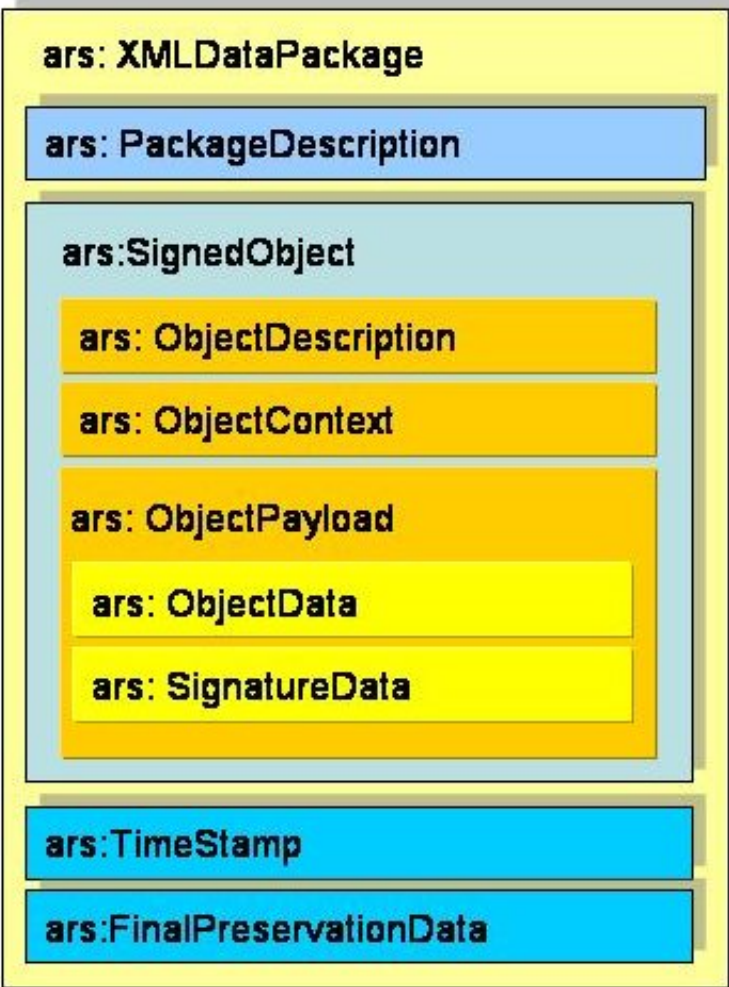 ars: XMLDataPackage
ars: PackageDescription
ars:SignedObject
ars: ObjectDescription
ars: ObjectContext
ars: ObjectPayload
ars: ObjectData
ars: SignatureData
ars:TimeStamp
ars:FinalPreservationData